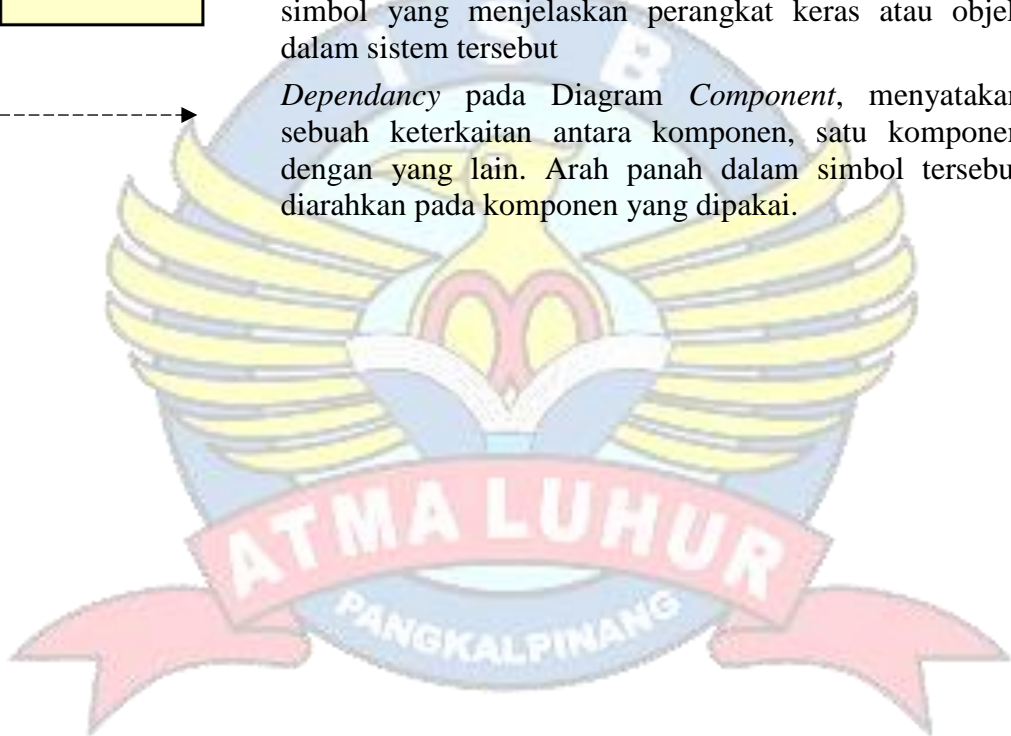 simbol yang menjelaskan perangkat keras atau objek
dalam sistem tersebut
Dependancy pada Diagram Component, menyatakan
sebuah keterkaitan antara komponen, satu komponen
dengan yang lain. Arah panah dalam simbol tersebut
diarahkan pada komponen yang dipakai.
I S B
ATMA LUHUR
PANGKALPINANG